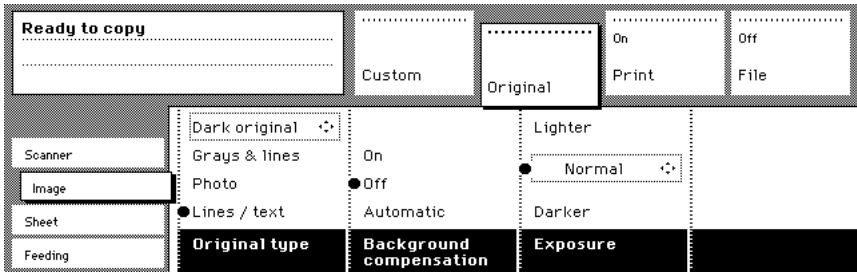 Ready to copy
Custom
Original
On
Print
Off
File
Scanner
Image
Sheet
Feeding
Dark original
Grays & lines
Photo
Lines / text
Original type
On
Off
Automatic
Background
compensation
Lighter
Normal
Darker
Exposure